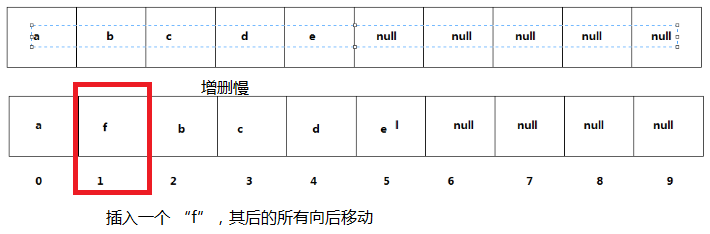 a b c d e null null null null null
增删慢
a f b c d e l null null null null
0 1 2 3 4 5 6 7 8 9
插入一个 “f” ，其后的所有向后移动